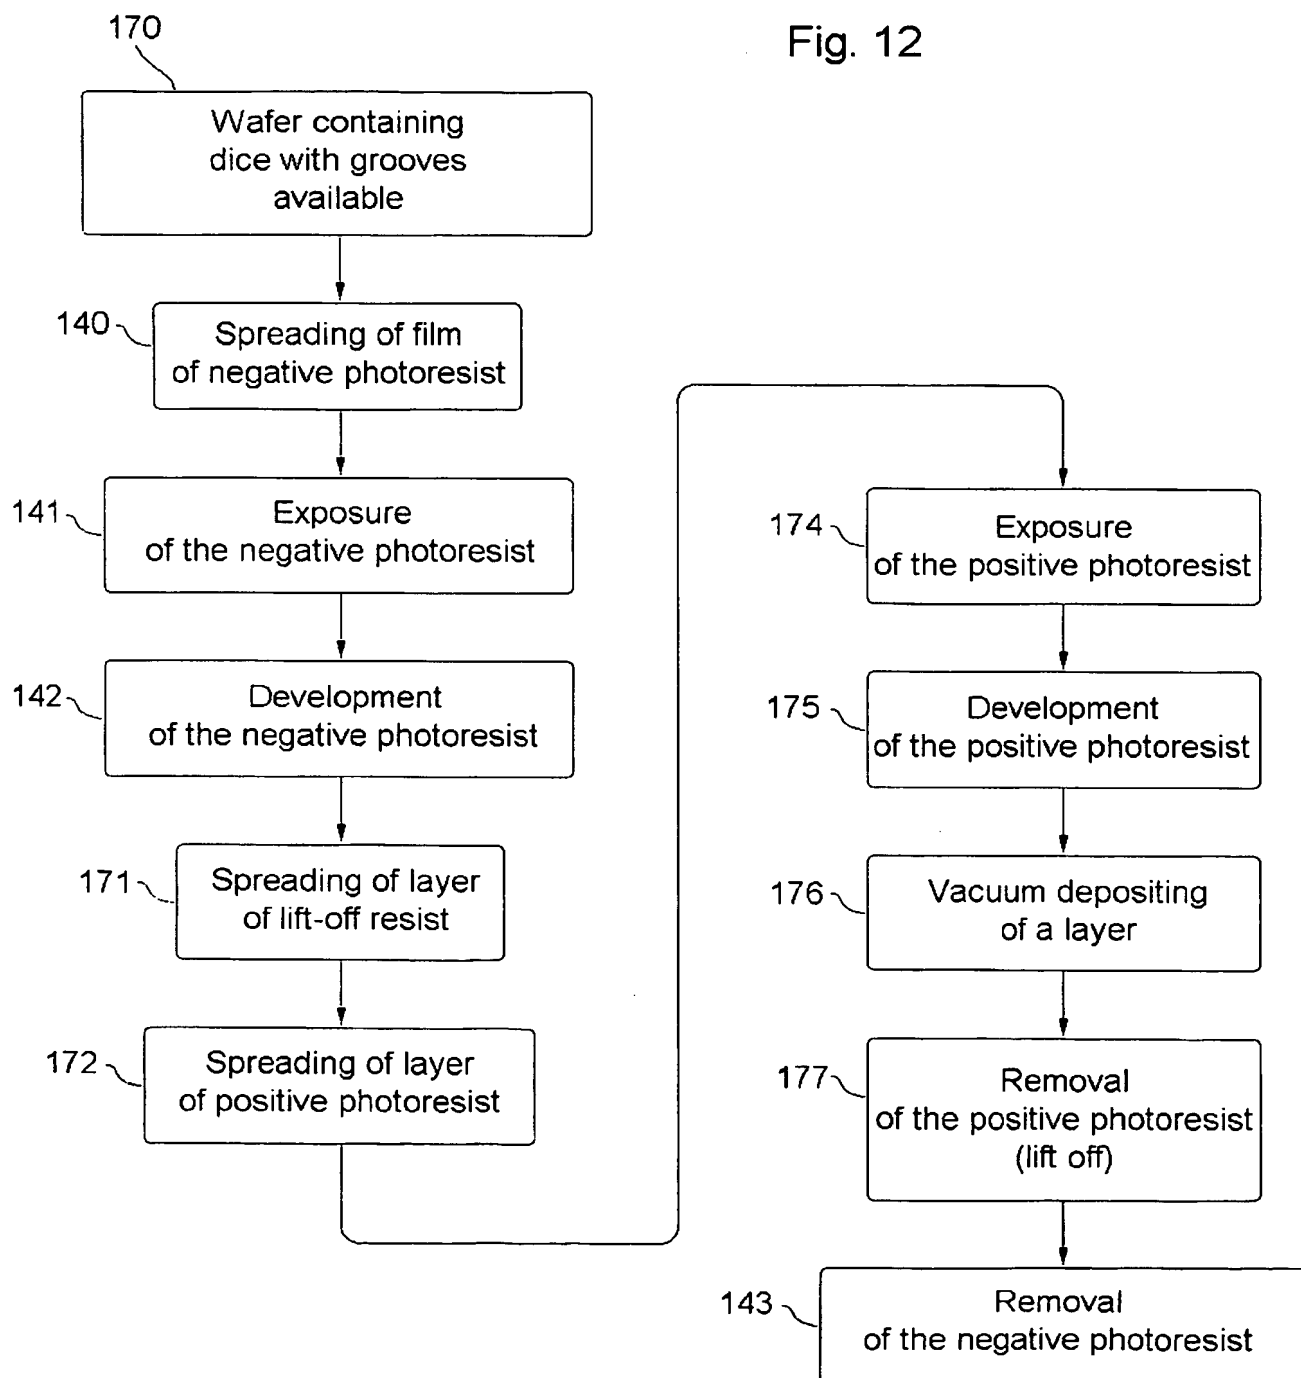 Fig. 12
170
Wafer containing
dice with grooves
available
140
Spreading of film
of negative photoresist
141
Exposure
of the negative photoresist
142
Development
of the negative photoresist
171
Spreading of layer
of lift-off resist
172
Spreading of layer
of positive photoresist
174
Exposure
of the positive photoresist
175
Development
of the positive photoresist
176
Vacuum depositing
of a layer
177
Removal
of the positive photoresist
(lift off)
143
Removal
of the negative photoresist